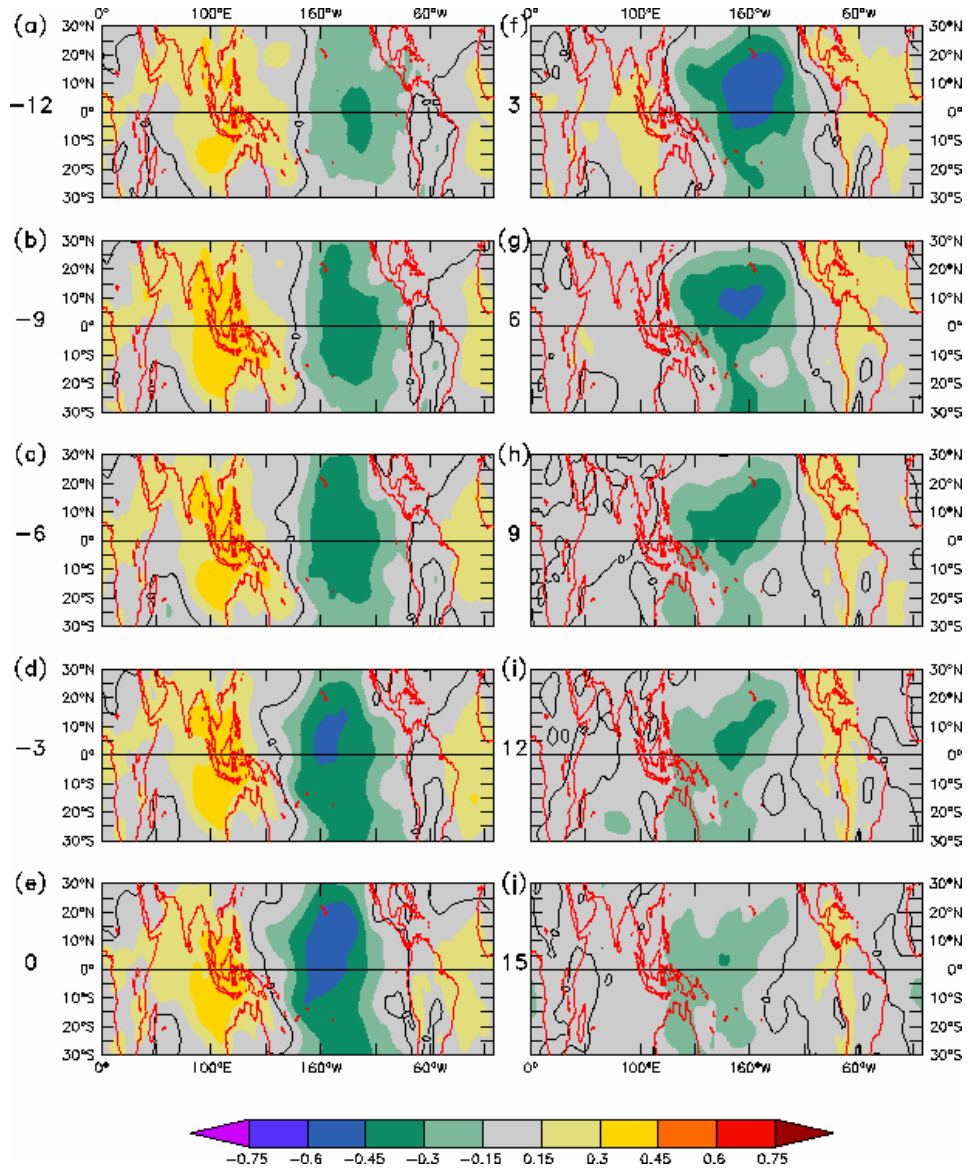 0° 100°E 160°W 60°W 0° 100°E 160°W 60°W
(a) 30°N 20°N 10°N 0° 10°S 20°S 30°S
−12
(f) 30°N 20°N 10°N 0° 10°S 20°S 30°S
3
(b) 30°N 20°N 10°N 0° 10°S 20°S 30°S
−9
(g) 30°N 20°N 10°N 0° 10°S 20°S 30°S
6
(c) 30°N 20°N 10°N 0° 10°S 20°S 30°S
−6
(h) 30°N 20°N 10°N 0° 10°S 20°S 30°S
9
(d) 30°N 20°N 10°N 0° 10°S 20°S 30°S
−3
(i) 30°N 20°N 10°N 0° 10°S 20°S 30°S
12
(e) 30°N 20°N 10°N 0° 10°S 20°S 30°S
0
(j) 30°N 20°N 10°N 0° 10°S 20°S 30°S
15
0° 100°E 160°W 60°W 0° 100°E 160°W 60°W
−0.75 −0.6 −0.45 −0.3 −0.15 0.15 0.3 0.45 0.6 0.75